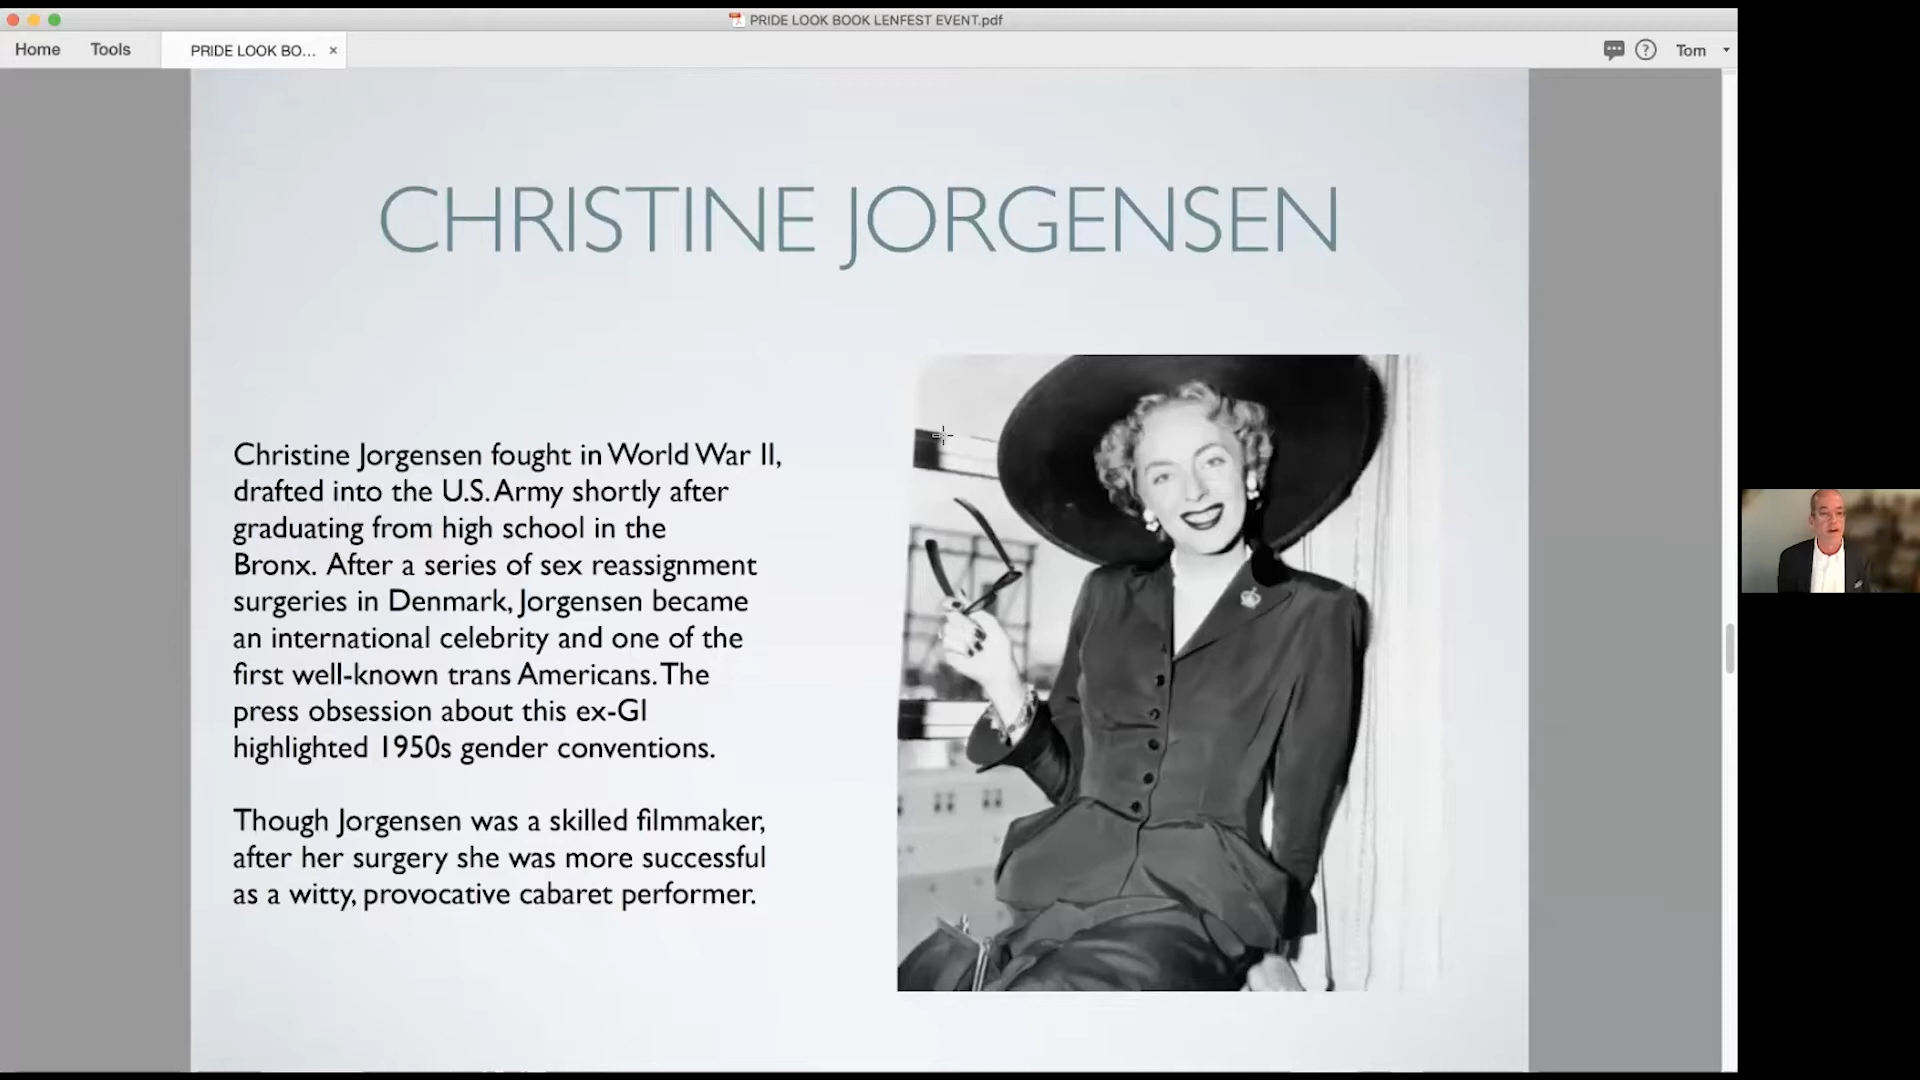 PRIDE LOOK BOOK LENFEST EVENT.pdf
Home Tools PRIDE LOOK BO... × ? Tom
CHRISTINE JORGENSEN
Christine Jorgensen fought in World War II,
drafted into the U.S. Army shortly after
graduating from high school in the
Bronx. After a series of sex reassignment
surgeries in Denmark, Jorgensen became
an international celebrity and one of the
first well-known trans Americans. The
press obsession about this ex-GI
highlighted 1950s gender conventions.
Though Jorgensen was a skilled filmmaker,
after her surgery she was more successful
as a witty, provocative cabaret performer.